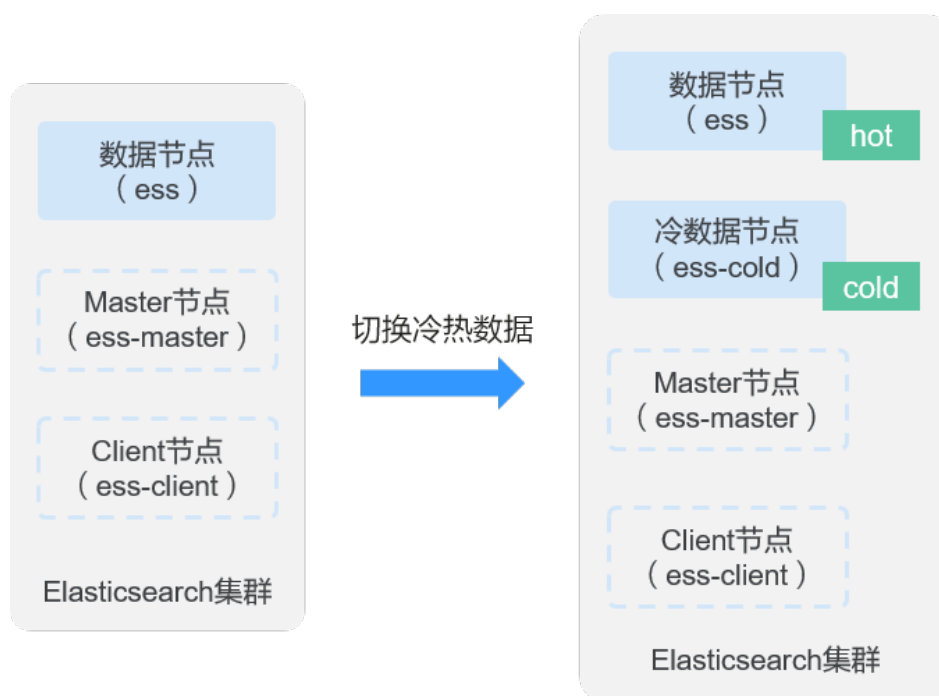 数据节点
（ess）
Master节点
（ess-master）
Client节点
（ess-client）
Elasticsearch集群
切换冷热数据
数据节点
（ess）
hot
冷数据节点
（ess-cold）
cold
Master节点
（ess-master）
Client节点
（ess-client）
Elasticsearch集群